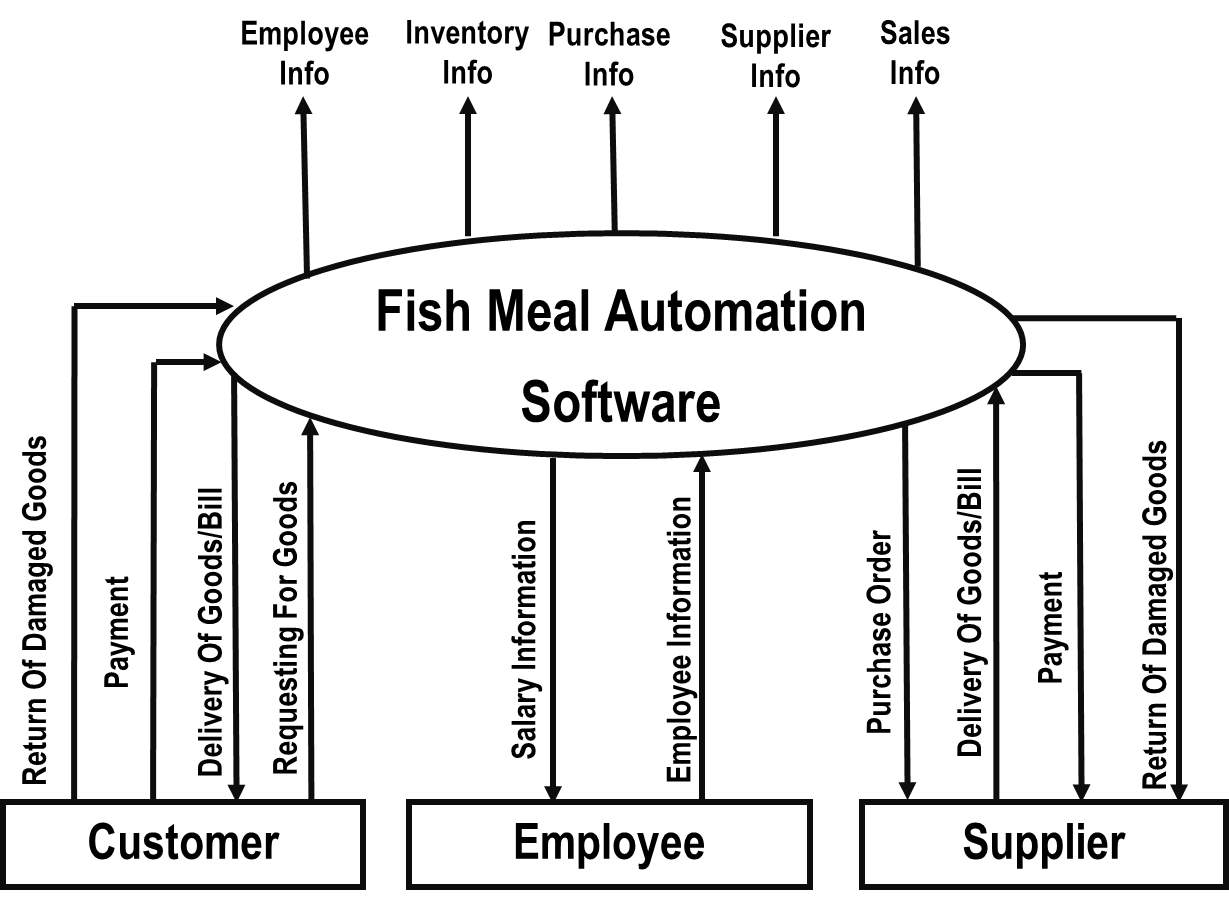 Employee
Info
Inventory
Info
Purchase
Info
Supplier
Info
Sales
Info
Fish Meal Automation
Software
Return Of Damaged Goods
Payment
Delivery Of Goods/Bill
Requesting For Goods
Salary Information
Employee Information
Purchase Order
Delivery Of Goods/Bill
Payment
Return Of Damaged Goods
Customer
Employee
Supplier